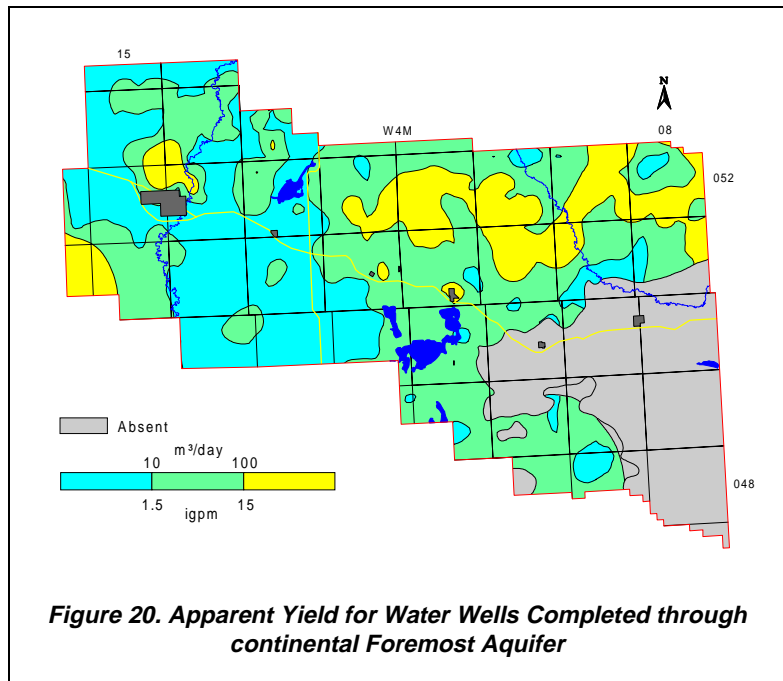 15
N
W4M
08
052
Absent
m³/day
10 100
1.5 15
igpm
048
Figure 20. Apparent Yield for Water Wells Completed through
continental Foremost Aquifer